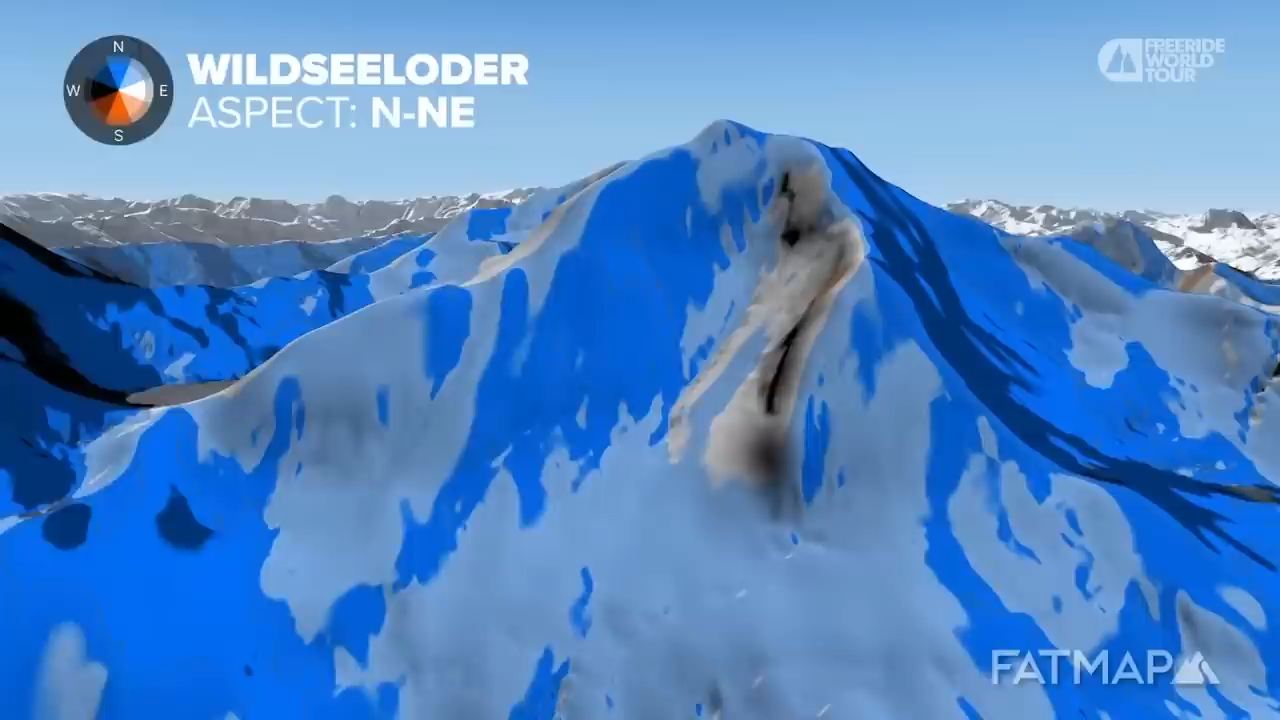 N
W E
S
WILDSEELODER
ASPECT: N-NE
FREERIDE
WORLD
TOUR
FATMAP